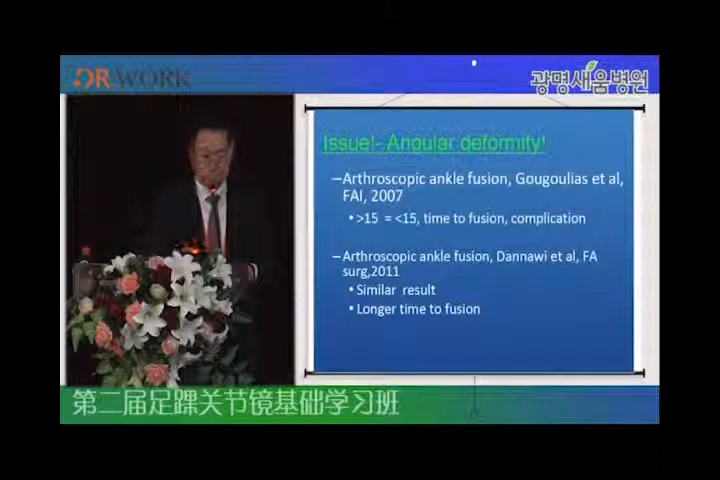 DR.WORK
광명새움병원
Issue!- Angular deformity!
–Arthroscopic ankle fusion, Gougoulias et al,
FAI, 2007
•>15 = <15, time to fusion, complication
–Arthroscopic ankle fusion, Dannawi et al, FA
surg,2011
•Similar result
•Longer time to fusion
第二届足踝关节镜基础学习班